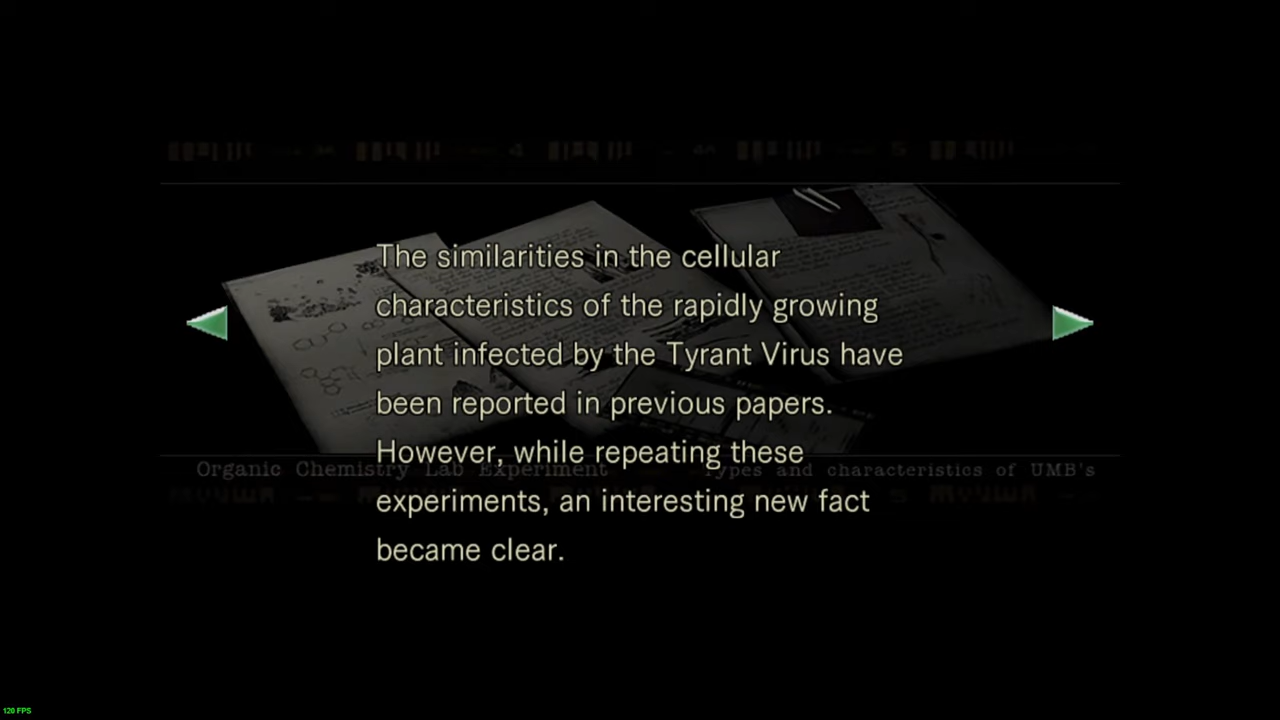 The similarities in the cellular
characteristics of the rapidly growing
plant infected by the Tyrant Virus have
been reported in previous papers.
However, while repeating these
Organic Chemistry Lab Experiment Types and characteristics of UMB's
experiments, an interesting new fact
became clear.
120 FPS